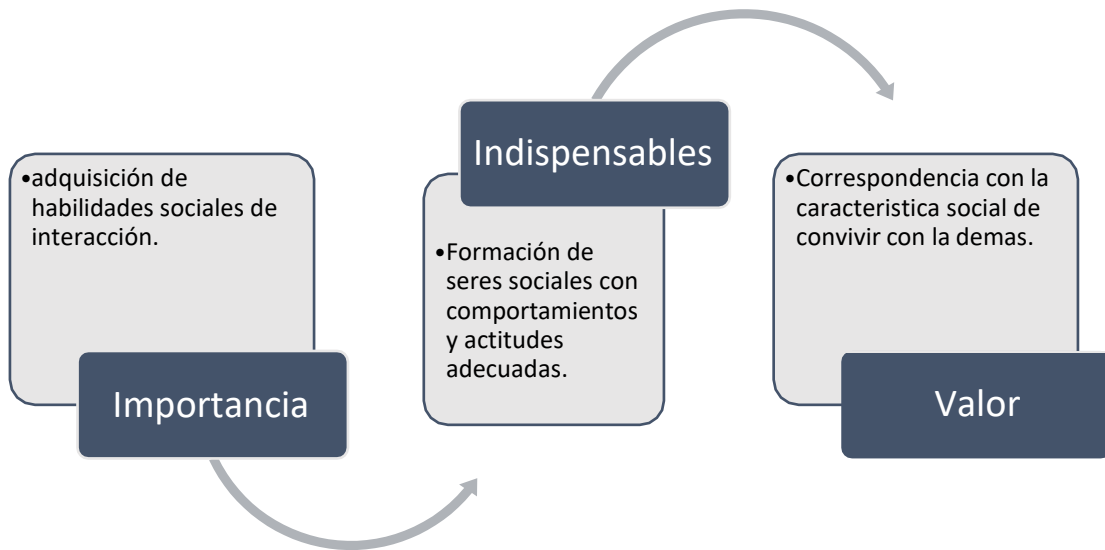 •adquisición de
habilidades sociales de
interacción.
Importancia
Indispensables
•Formación de
seres sociales con
comportamientos
y actitudes
adecuadas.
•Correspondencia con la
caracteristica social de
convivir con la demas.
Valor